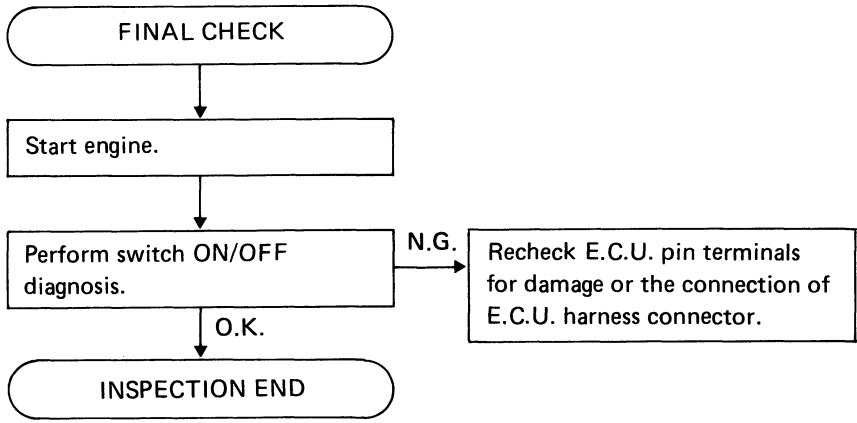 FINAL CHECK
Start engine.
Perform switch ON/OFF
diagnosis.
N.G.
Recheck E.C.U. pin terminals
for damage or the connection of
E.C.U. harness connector.
O.K.
INSPECTION END